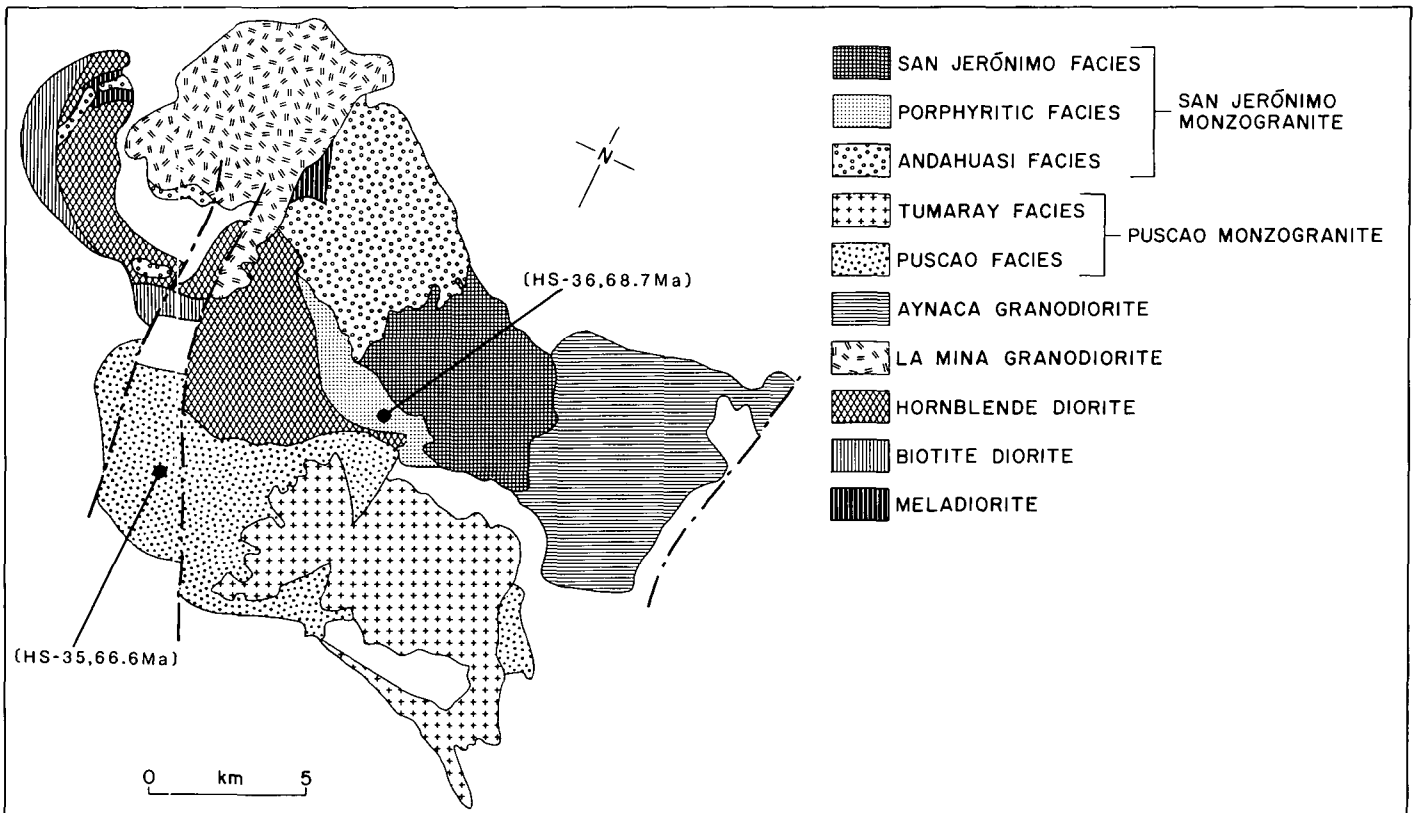 SAN JERÓNIMO FACIES
PORPHYRITIC FACIES
ANDAHUASI FACIES
SAN JERÓNIMO
MONZOGRANITE
TUMARAY FACIES
PUSCAO FACIES
PUSCAO MONZOGRANITE
AYNACA GRANODIORITE
LA MINA GRANODIORITE
HORNBLENDE DIORITE
BIOTITE DIORITE
MELADIORITE
N
(HS-36,68.7Ma)
(HS-35,66.6Ma)
0 km 5